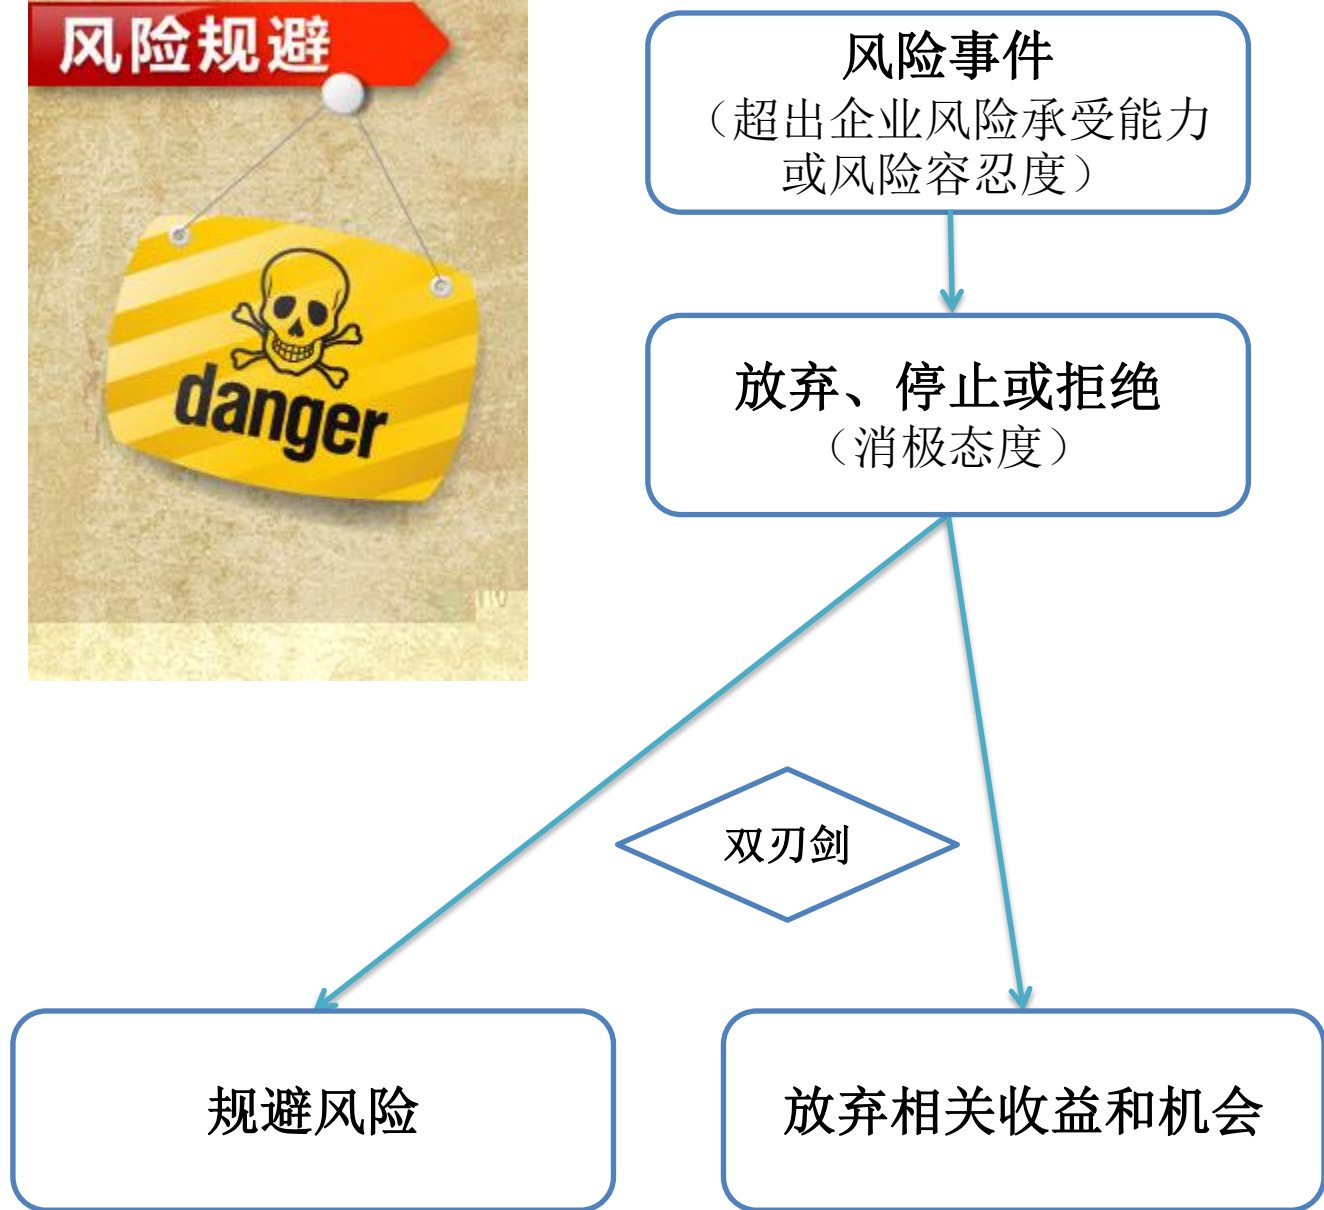 风险规避
danger
风险事件
（超出企业风险承受能力
或风险容忍度）
放弃、停止或拒绝
（消极态度）
双刃剑
规避风险
放弃相关收益和机会